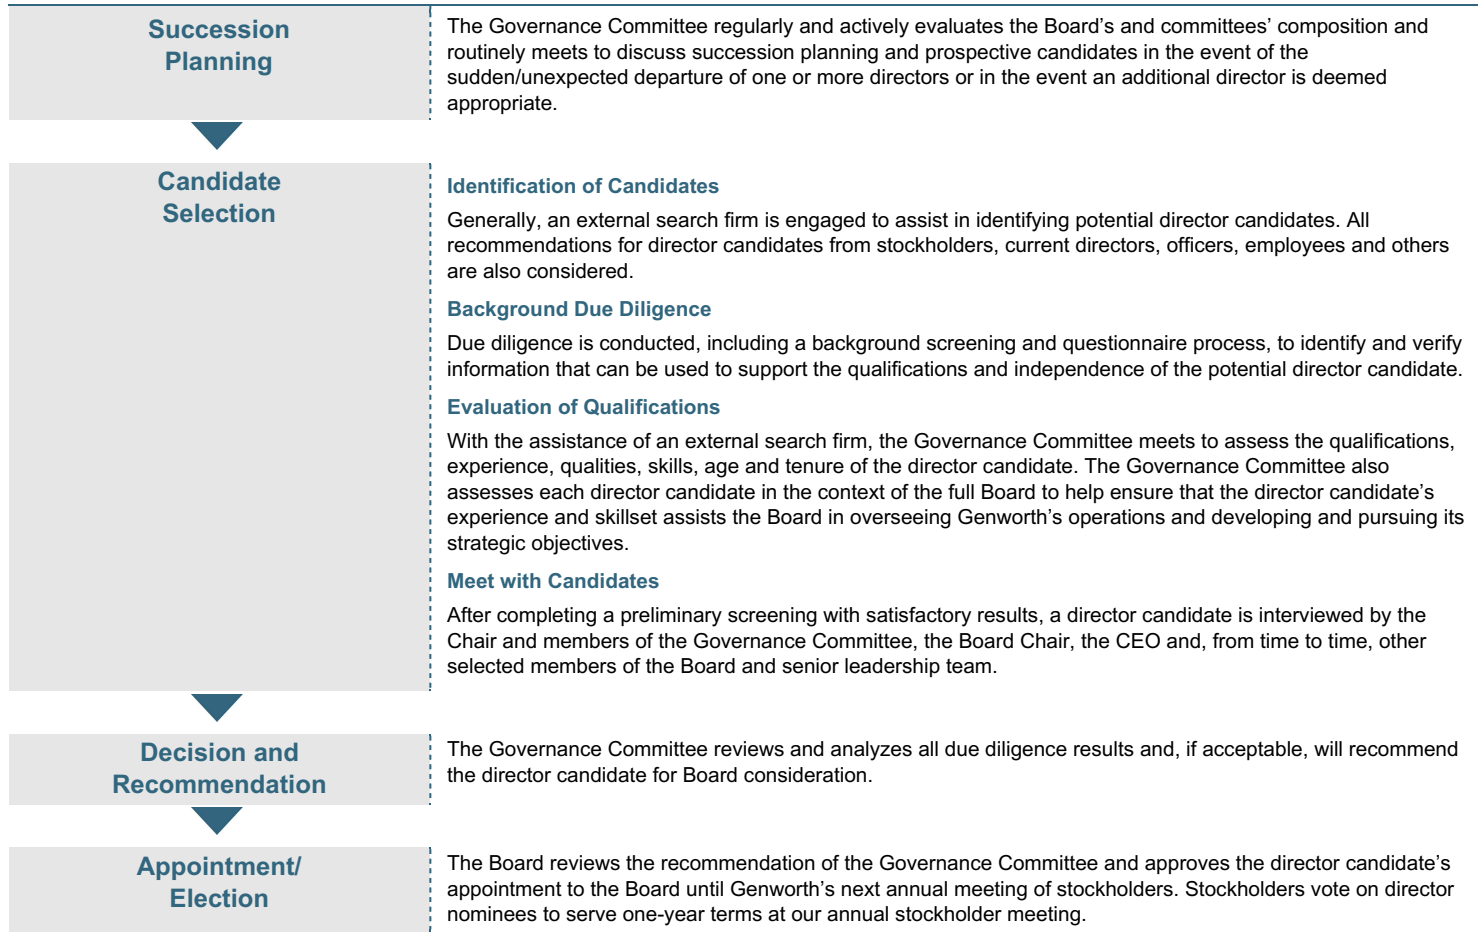 Succession
Planning
The Governance Committee regularly and actively evaluates the Board’s and committees’ composition and
routinely meets to discuss succession planning and prospective candidates in the event of the
sudden/unexpected departure of one or more directors or in the event an additional director is deemed
appropriate.
Candidate
Selection
Identification of Candidates
Generally, an external search firm is engaged to assist in identifying potential director candidates. All
recommendations for director candidates from stockholders, current directors, officers, employees and others
are also considered.
Background Due Diligence
Due diligence is conducted, including a background screening and questionnaire process, to identify and verify
information that can be used to support the qualifications and independence of the potential director candidate.
Evaluation of Qualifications
With the assistance of an external search firm, the Governance Committee meets to assess the qualifications,
experience, qualities, skills, age and tenure of the director candidate. The Governance Committee also
assesses each director candidate in the context of the full Board to help ensure that the director candidate’s
experience and skillset assists the Board in overseeing Genworth’s operations and developing and pursuing its
strategic objectives.
Meet with Candidates
After completing a preliminary screening with satisfactory results, a director candidate is interviewed by the
Chair and members of the Governance Committee, the Board Chair, the CEO and, from time to time, other
selected members of the Board and senior leadership team.
Decision and
Recommendation
The Governance Committee reviews and analyzes all due diligence results and, if acceptable, will recommend
the director candidate for Board consideration.
Appointment/
Election
The Board reviews the recommendation of the Governance Committee and approves the director candidate’s
appointment to the Board until Genworth’s next annual meeting of stockholders. Stockholders vote on director
nominees to serve one-year terms at our annual stockholder meeting.